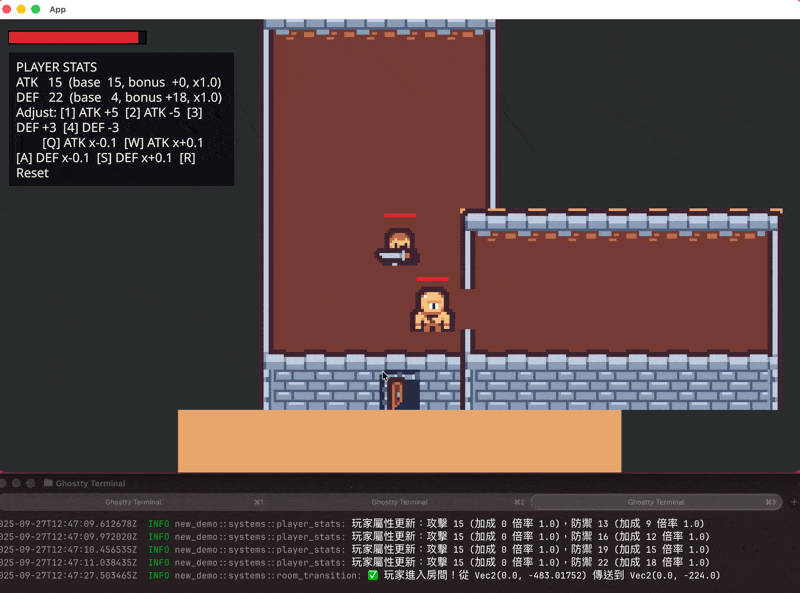 App
PLAYER STATS
ATK 15 (base 15, bonus +0, x1.0)
DEF 22 (base 4, bonus +18, x1.0)
Adjust: [1] ATK +5 [2] ATK -5 [3]
DEF +3 [4] DEF -3
[Q] ATK x-0.1 [W] ATK x+0.1
[A] DEF x-0.1 [S] DEF x+0.1 [R]
Reset
Ghostty Terminal
Ghostty Terminal ⌘1 Ghostty Terminal ⌘2 Ghostty Terminal ⌘3
025-09-27T12:47:09.612678Z INFO new_demo::systems::player_stats: 玩家屬性更新：攻擊 15 (加成 0 倍率 1.0)，防禦 13 (加成 9 倍率 1.0)
025-09-27T12:47:09.972020Z INFO new_demo::systems::player_stats: 玩家屬性更新：攻擊 15 (加成 0 倍率 1.0)，防禦 16 (加成 12 倍率 1.0)
025-09-27T12:47:10.456535Z INFO new_demo::systems::player_stats: 玩家屬性更新：攻擊 15 (加成 0 倍率 1.0)，防禦 19 (加成 15 倍率 1.0)
025-09-27T12:47:11.038435Z INFO new_demo::systems::player_stats: 玩家屬性更新：攻擊 15 (加成 0 倍率 1.0)，防禦 22 (加成 18 倍率 1.0)
025-09-27T12:47:27.503465Z INFO new_demo::systems::room_transition: ✅ 玩家進入房間！從 Vec2(0.0, -483.01752) 傳送到 Vec2(0.0, -224.0)